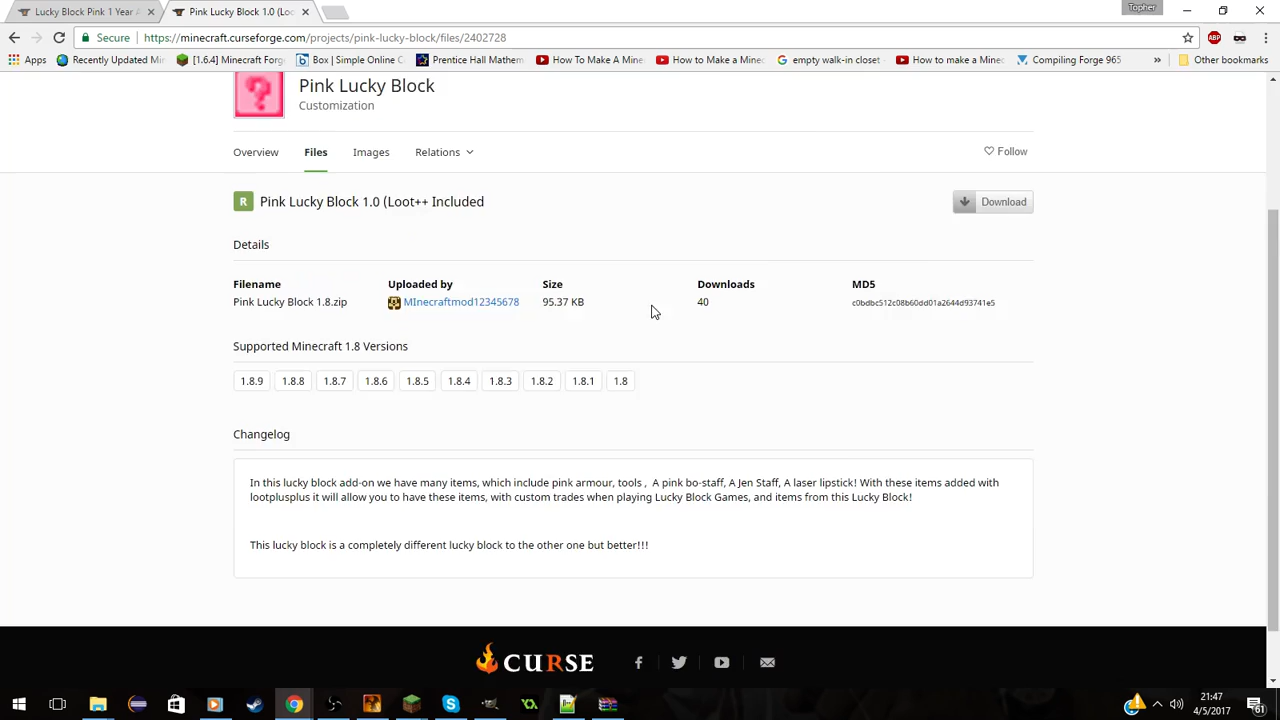 Lucky Block Pink 1 Year A
Pink Lucky Block 1.0 (Loo
Topher
Secure
https://minecraft.curseforge.com/projects/pink-lucky-block/files/2402728
ABP
Apps
Recently Updated Min
[1.6.4] Minecraft Forg
Box | Simple Online C
Prentice Hall Mathem
How To Make A Mine
How to Make a Minec
empty walk-in closet -
How to make a Minec
Compiling Forge 965
»
Other bookmarks
Pink Lucky Block
Customization
Overview
Files
Images
Relations
Follow
R
Pink Lucky Block 1.0 (Loot++ Included
Download
Details
Filename
Uploaded by
Size
Downloads
MD5
Pink Lucky Block 1.8.zip
MInecraftmod12345678
95.37 KB
40
c0bdbc512c08b60dd01a2644d93741e5
Supported Minecraft 1.8 Versions
1.8.9
1.8.8
1.8.7
1.8.6
1.8.5
1.8.4
1.8.3
1.8.2
1.8.1
1.8
Changelog
In this lucky block add-on we have many items, which include pink armour, tools ,  A pink bo-staff, A Jen Staff, A laser lipstick! With these items added with
lootplusplus it will allow you to have these items, with custom trades when playing Lucky Block Games, and items from this Lucky Block!
This lucky block is a completely different lucky block to the other one but better!!!
CURSE
21:47
4/5/2017
61